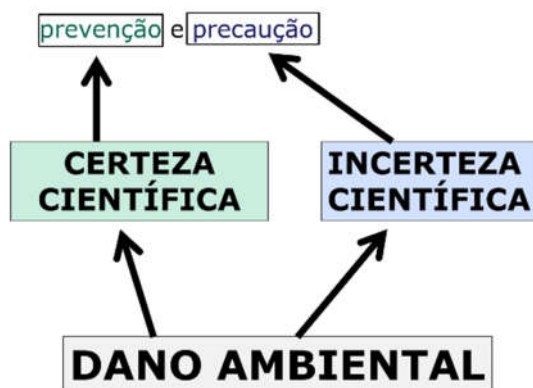 prevenção e precaução
CERTEZA
CIENTÍFICA
INCERTEZA
CIENTÍFICA
DANO AMBIENTAL